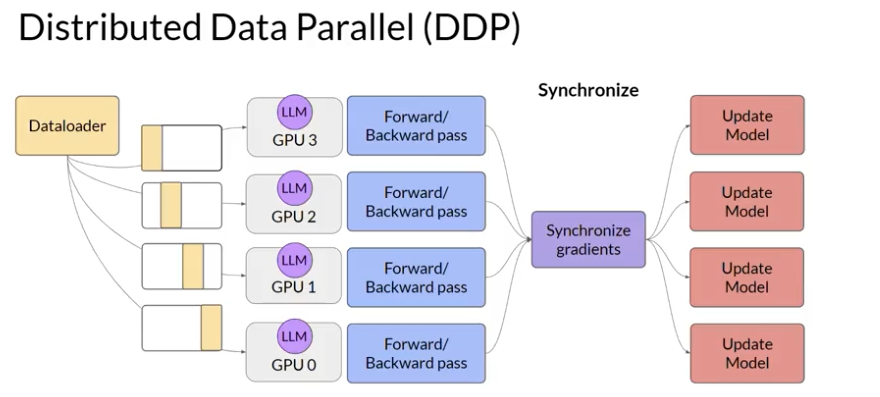 Distributed Data Parallel (DDP)
Synchronize
Dataloader
LLM
GPU 3
Forward/
Backward pass
Update
Model
LLM
GPU 2
Forward/
Backward pass
Update
Model
Synchronize
gradients
LLM
GPU 1
Forward/
Backward pass
Update
Model
LLM
GPU 0
Forward/
Backward pass
Update
Model